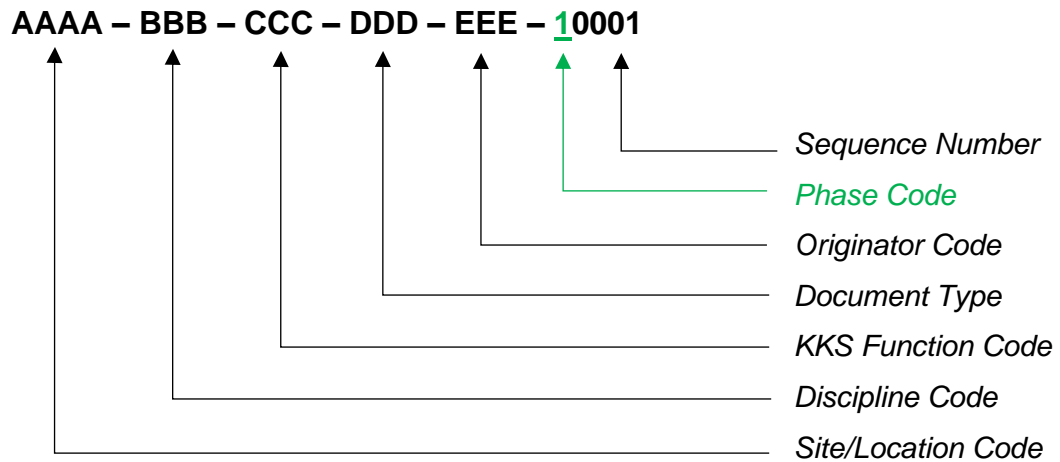 AAAA – BBB – CCC – DDD – EEE – 10001
Sequence Number
Phase Code
Originator Code
Document Type
KKS Function Code
Discipline Code
Site/Location Code